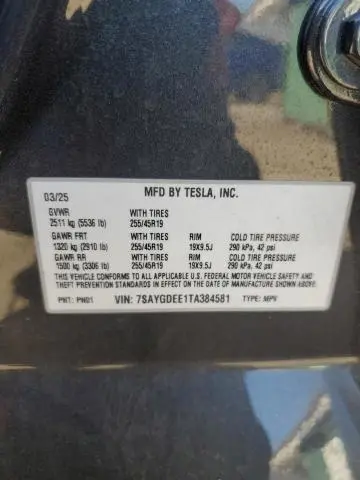 03/25 MFD BY TESLA, INC.
GVWR WITH TIRES
2511 kg (5536 lb) 255/45R19
GAWR FRT WITH TIRES RIM COLD TIRE PRESSURE
1320 kg (2910 lb) 255/45R19 19X9.5J 290 kPa, 42 psi
GAWR RR WITH TIRES RIM COLD TIRE PRESSURE
1500 kg (3306 lb) 255/45R19 19X9.5J 290 kPa, 42 psi
THIS VEHICLE CONFORMS TO ALL APPLICABLE U.S. FEDERAL MOTOR VEHICLE SAFETY AND
THEFT PREVENTION STANDARDS IN EFFECT ON THE DATE OF MANUFACTURE SHOWN ABOVE.
PNT: PN01 VIN: 7SAYGDEE1TA384581 TYPE: MPV